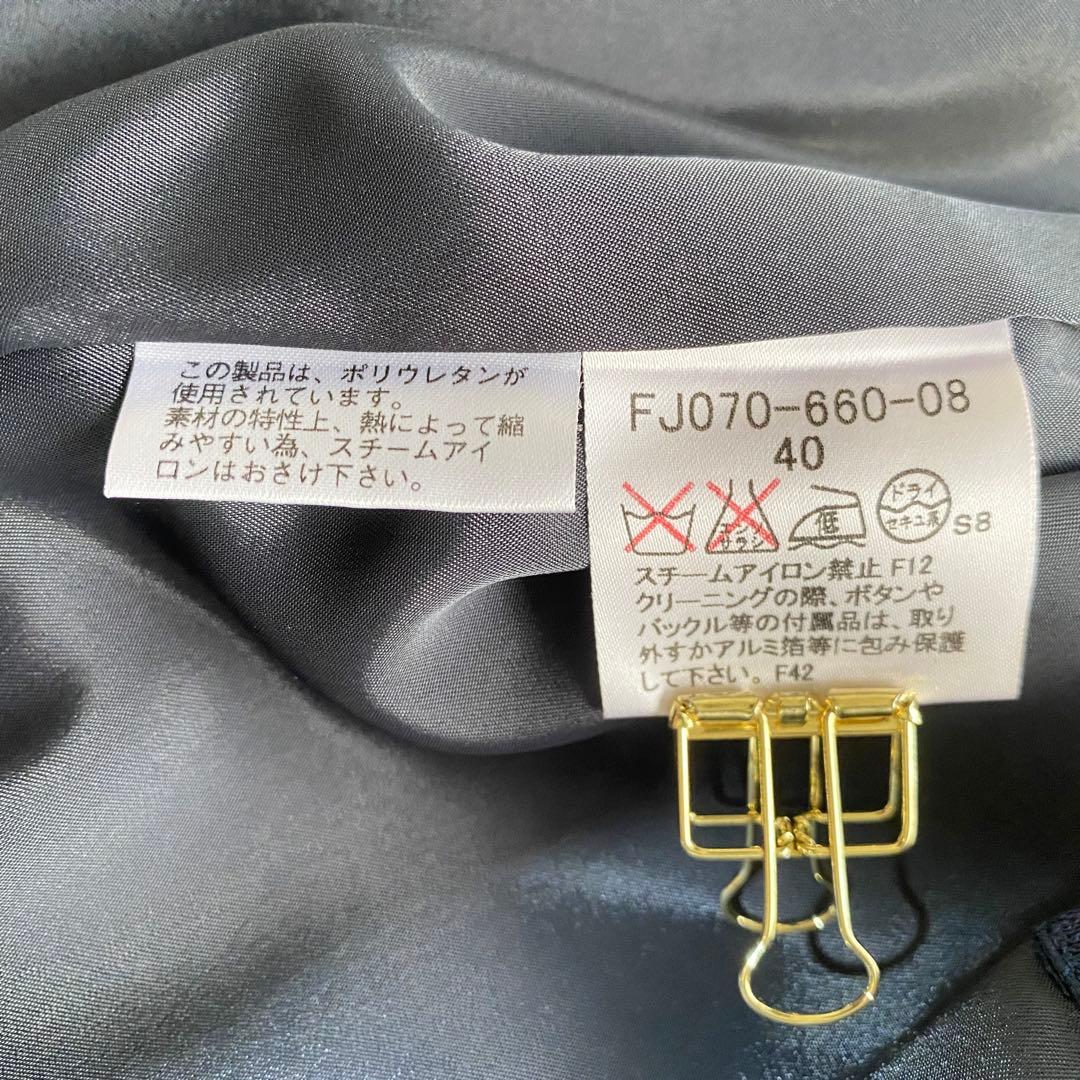 この製品は、ポリウレタンが
使用されています。
素材の特性上、熱によって縮
みやすい為、スチームアイ
ロンはおさけ下さい。
FJ070-660-08
40
エンソ
サラシ
低
ドライ
セキユ系
S8
スチームアイロン禁止 F12
クリーニングの際、ボタンや
バックル等の付属品は、取り
外すかアルミ箔等に包み保護
して下さい。F42